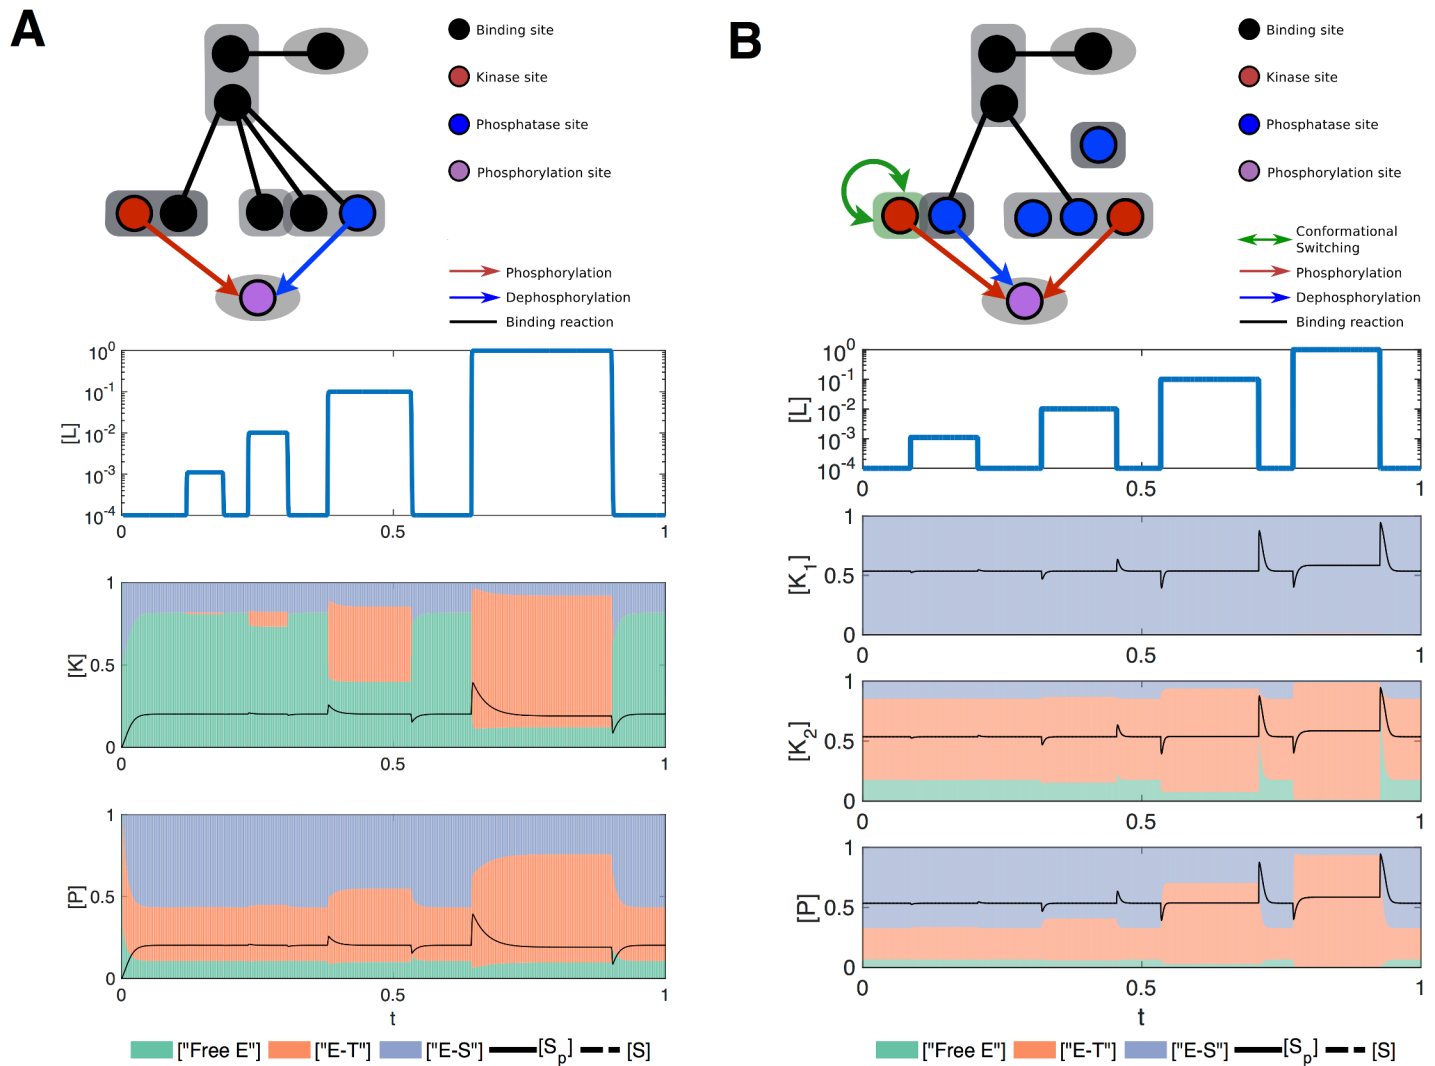 A
Binding site
Kinase site
Phosphatase site
Phosphorylation site
Phosphorylation
Dephosphorylation
Binding reaction
[L]
10^0
10^-1
10^-2
10^-3
10^-4
0 0.5 1
[K]
1
0.5
0
0 0.5 1
[P]
1
0.5
0
0 0.5 1
t
["Free E"] ["E-T"] ["E-S"] [S_p] [S]
B
Binding site
Kinase site
Phosphatase site
Phosphorylation site
Conformational
Switching
Phosphorylation
Dephosphorylation
Binding reaction
[L]
10^0
10^-1
10^-2
10^-3
10^-4
0 0.5 1
[K_1]
1
0.5
0
0 0.5 1
[K_2]
1
0.5
0
0 0.5 1
[P]
1
0.5
0
0 0.5 1
t
["Free E"] ["E-T"] ["E-S"] [S_p] [S]